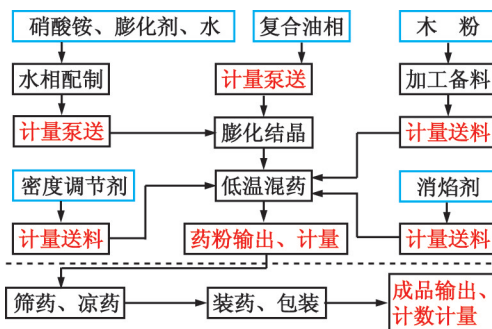 硝酸铵、膨化剂、水
复合油相
木 粉
水相配制
计量泵送
加工备料
计量泵送
膨化结晶
计量送料
密度调节剂
低温混药
消焰剂
计量送料
药粉输出、计量
计量送料
筛药、凉药
装药、包装
成品输出、
计数计量